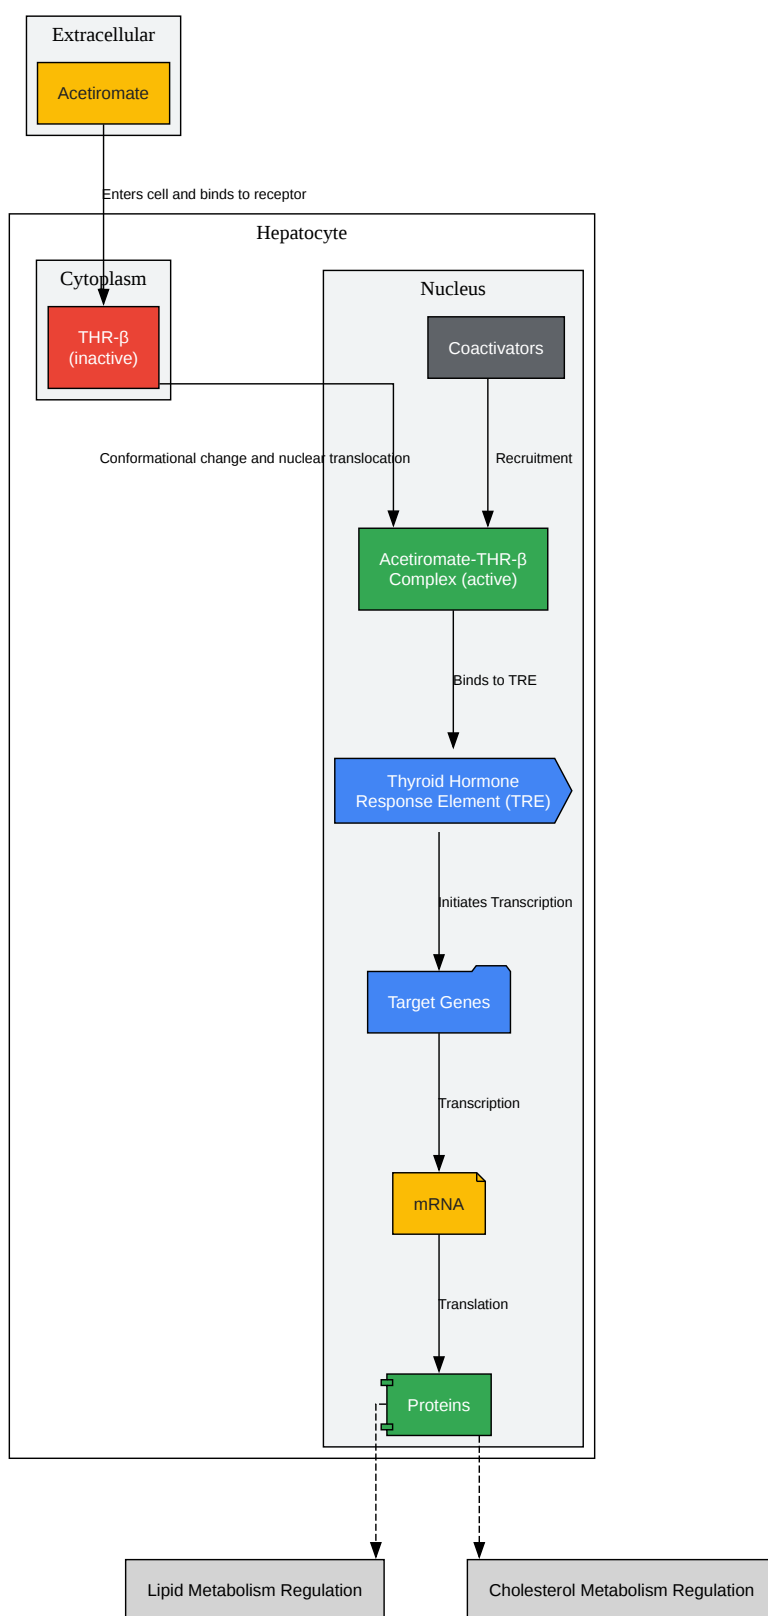 Extracellular
Acetiromate
Enters cell and binds to receptor
Hepatocyte
Cytoplasm
THR-β
(inactive)
Nucleus
Coactivators
Conformational change and nuclear translocation
Recruitment
Acetiromate-THR-β
Complex (active)
Binds to TRE
Thyroid Hormone
Response Element (TRE)
Initiates Transcription
Target Genes
Transcription
mRNA
Translation
Proteins
Lipid Metabolism Regulation
Cholesterol Metabolism Regulation